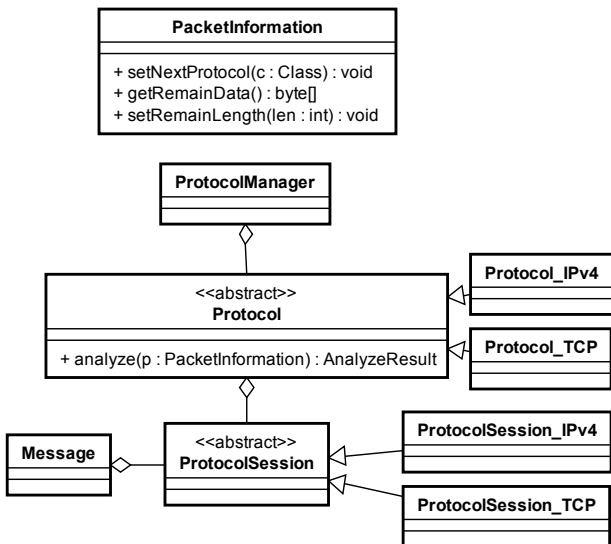 PacketInformation
+ setNextProtocol(c : Class) : void
+ getRemainData() : byte[]
+ setRemainLength(len : int) : void
ProtocolManager
<<abstract>>
Protocol
+ analyze(p : PacketInformation) : AnalyzeResult
Protocol_IPv4
Protocol_TCP
Message
<<abstract>>
ProtocolSession
ProtocolSession_IPv4
ProtocolSession_TCP